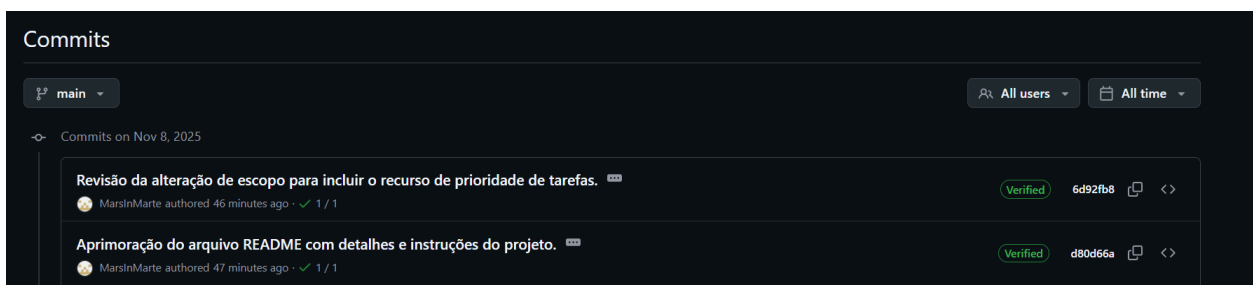 Commits
main
All users
All time
Commits on Nov 8, 2025
Revisão da alteração de escopo para incluir o recurso de prioridade de tarefas.
Verified 6d92fb8
MarsInMarte authored 46 minutes ago · 1 / 1
Aprimoração do arquivo README com detalhes e instruções do projeto.
Verified d80d66a
MarsInMarte authored 47 minutes ago · 1 / 1